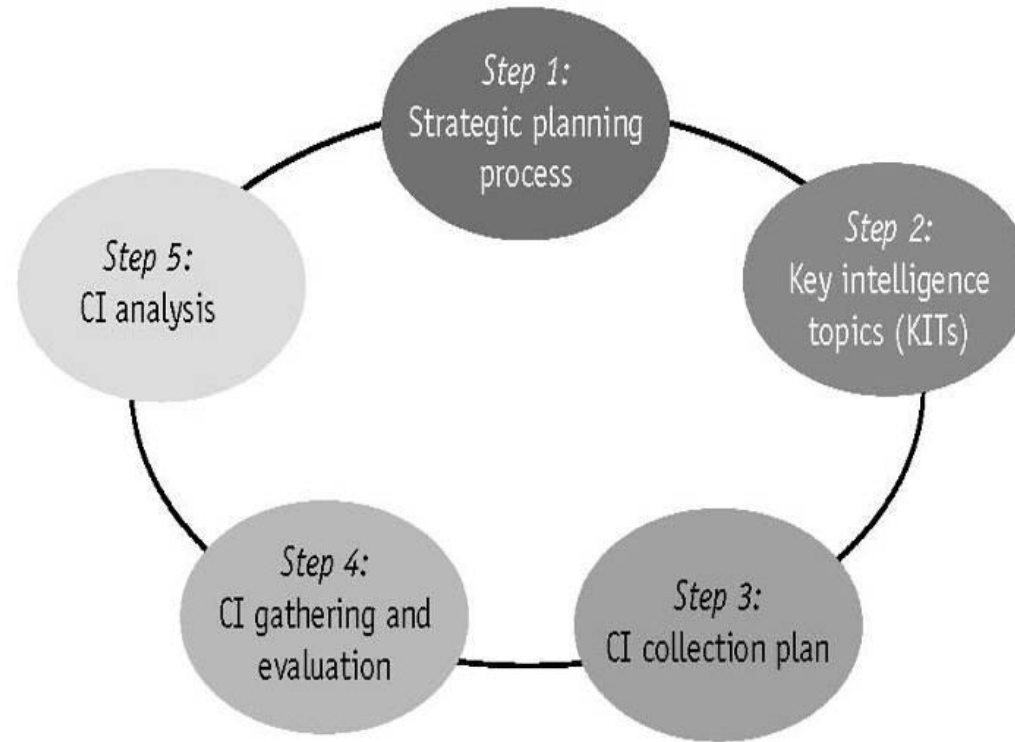 Step 1:
Strategic planning
process
Step 2:
Key intelligence
topics (KITs)
Step 3:
CI collection plan
Step 4:
CI gathering and
evaluation
Step 5:
CI analysis